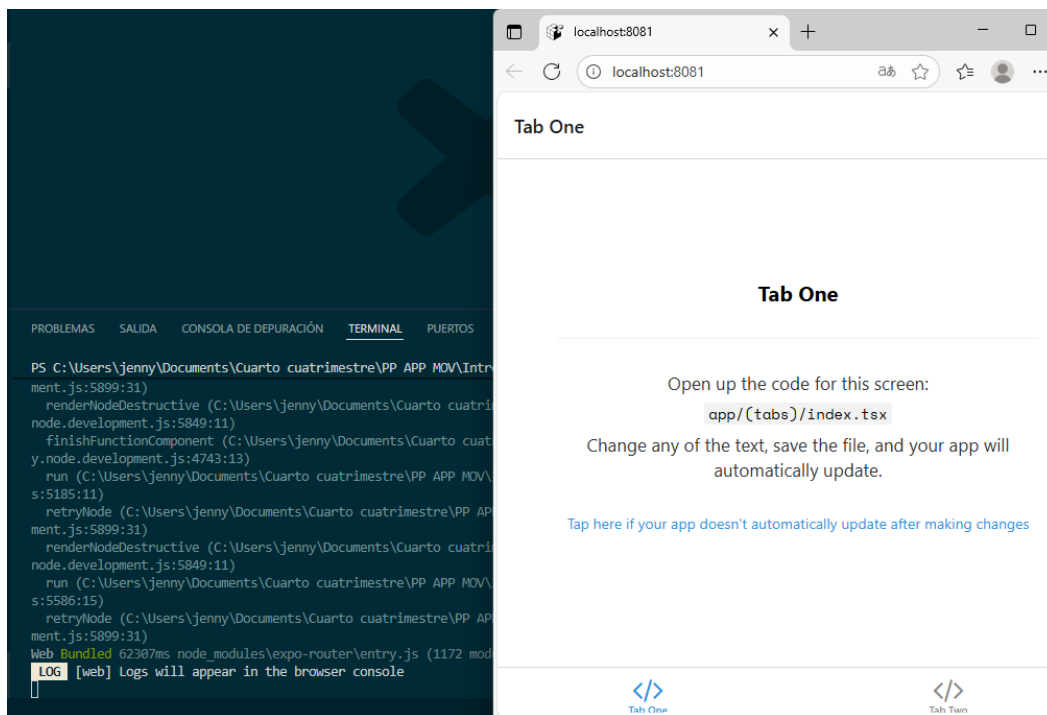 localhost:8081
localhost:8081
aあ
Tab One
Tab One
Open up the code for this screen:
app/(tabs)/index.tsx
Change any of the text, save the file, and your app will
automatically update.
Tap here if your app doesn't automatically update after making changes
</>
</>
Tab One
Tab Two
PROBLEMAS SALIDA CONSOLA DE DEPURACIÓN TERMINAL PUERTOS
PS C:\Users\jenny\Documents\Cuarto cuatrimestre\PP APP MOV\Intr
ment.js:5899:31)
renderNodeDestructive (C:\Users\jenny\Documents\Cuarto cuatri
node.development.js:5849:11)
finishFunctionComponent (C:\Users\jenny\Documents\Cuarto cuat
y.node.development.js:4743:13)
run (C:\Users\jenny\Documents\Cuarto cuatrimestre\PP APP MOV\
s:5185:11)
retryNode (C:\Users\jenny\Documents\Cuarto cuatrimestre\PP AP
ment.js:5899:31)
renderNodeDestructive (C:\Users\jenny\Documents\Cuarto cuatri
node.development.js:5849:11)
run (C:\Users\jenny\Documents\Cuarto cuatrimestre\PP APP MOV\
s:5586:15)
retryNode (C:\Users\jenny\Documents\Cuarto cuatrimestre\PP AP
ment.js:5899:31)
Web Bundled 62307ms node_modules\expo-router\entry.js (1172 mod
LOG [web] Logs will appear in the browser console